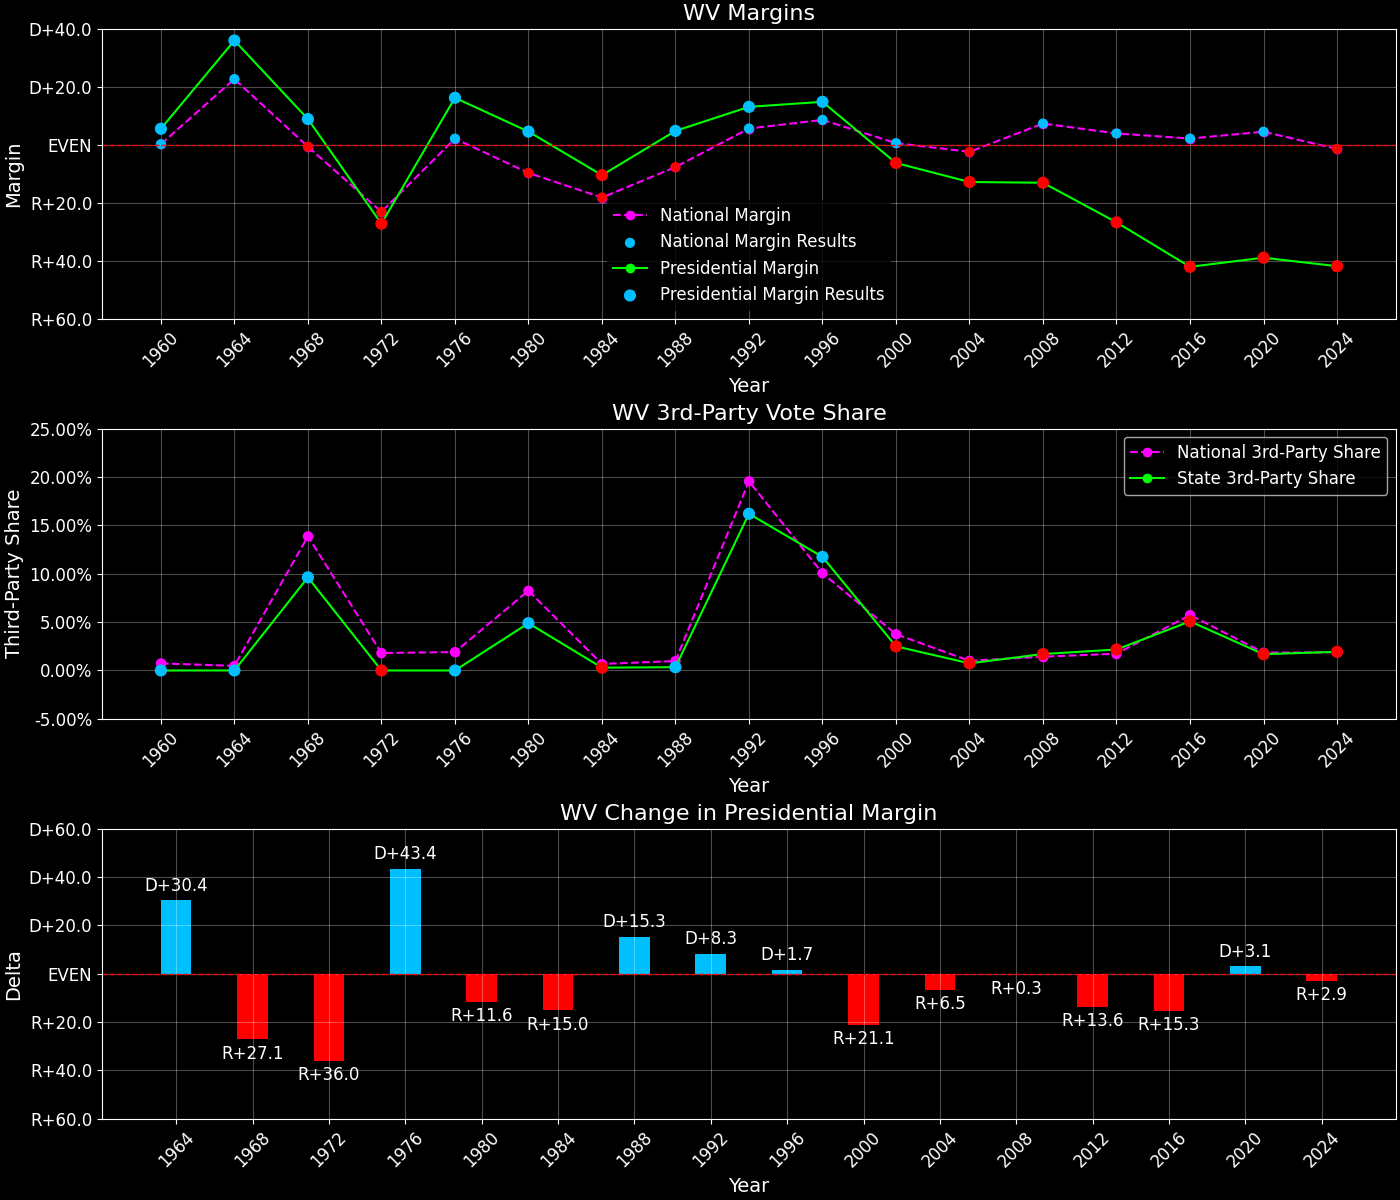 WV Margins
D+40.0
D+20.0
EVEN
R+20.0
R+40.0
R+60.0
Margin
National Margin
National Margin Results
Presidential Margin
Presidential Margin Results
1960 1964 1968 1972 1976 1980 1984 1988 1992 1996 2000 2004 2008 2012 2016 2020 2024
Year
WV 3rd-Party Vote Share
25.00%
20.00%
15.00%
10.00%
5.00%
0.00%
-5.00%
Third-Party Share
National 3rd-Party Share
State 3rd-Party Share
1960 1964 1968 1972 1976 1980 1984 1988 1992 1996 2000 2004 2008 2012 2016 2020 2024
Year
WV Change in Presidential Margin
D+60.0
D+40.0
D+20.0
EVEN
R+20.0
R+40.0
R+60.0
Delta
D+30.4
R+27.1
R+36.0
D+43.4
R+11.6
R+15.0
D+15.3
D+8.3
D+1.7
R+21.1
R+6.5
R+0.3
R+13.6
R+15.3
D+3.1
R+2.9
1964 1968 1972 1976 1980 1984 1988 1992 1996 2000 2004 2008 2012 2016 2020 2024
Year